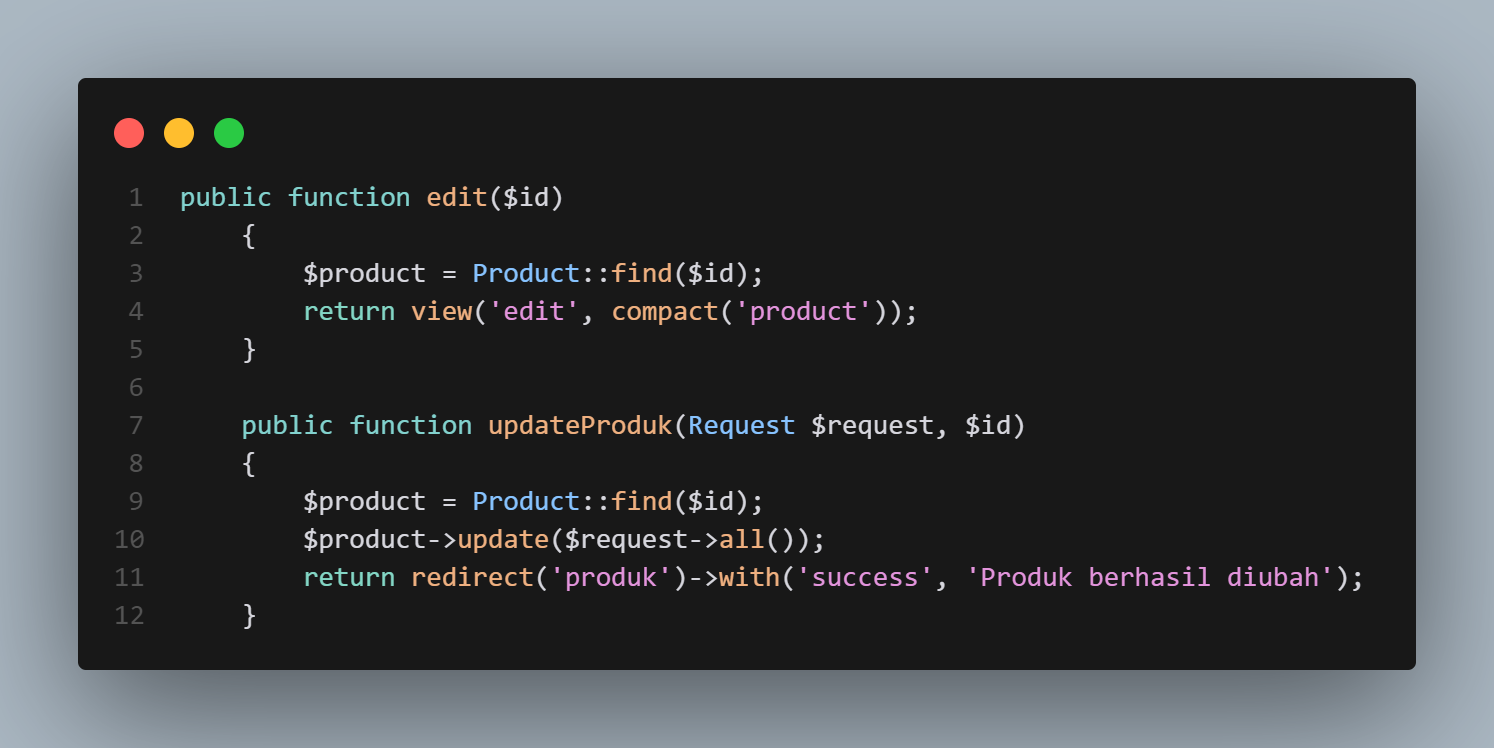 1 public function edit($id)
2 {
3 $product = Product::find($id);
4 return view('edit', compact('product'));
5 }
6
7 public function updateProduk(Request $request, $id)
8 {
9 $product = Product::find($id);
10 $product->update($request->all());
11 return redirect('produk')->with('success', 'Produk berhasil diubah');
12 }